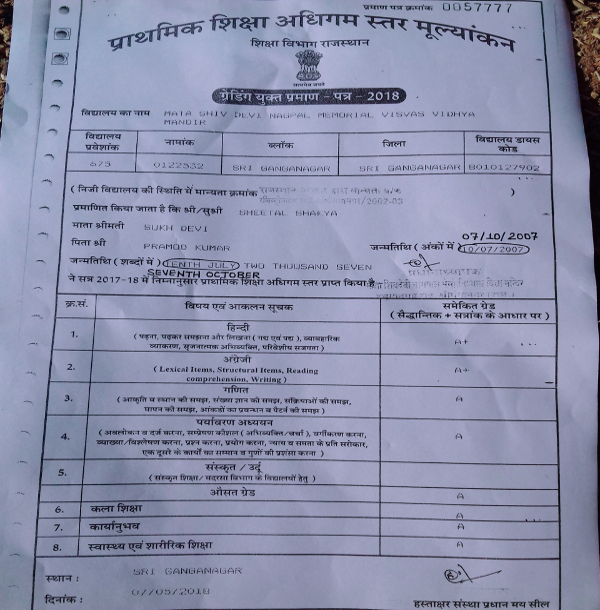 प्रमाण पत्र क्रमांक 0057777
प्राथमिक शिक्षा अधिगम स्तर मूल्यांकन
शिक्षा विभाग राजस्थान
ग्रेडिंग युक्त प्रमाण - पत्र - 2018
विद्यालय का नाम MATA SHIV DEVI NAGPAL MEMORIAL VISVAS VIDHYA
MANDIR
विद्यालय प्रवेशांक नामांक ब्लॉक जिला विद्यालय डायस कोड
675 0122532 SRI GANGANAGAR SRI GANGANAGAR 8010127902
( निजी विद्यालय की स्थिति में मान्यता क्रमांक )
प्रमाणित किया जाता है कि श्री/सुश्री SHEETAL SHAKYA
माता श्रीमती SUKH DEVI
07/10/2007
पिता श्री PRAMOD KUMAR जन्मतिथि ( अंकों में ) 10/07/2007
जन्मतिथि ( शब्दों में ) TENTH JULY TWO THOUSAND SEVEN
SEVENTH OCTOBER
ने सत्र 2017-18 में निम्नानुसार प्राथमिक शिक्षा अधिगम स्तर प्राप्त किया है
क्र.सं. विषय एवं आकलन सूचक समेकित ग्रेड
( सैद्धान्तिक + सत्रांक के आधार पर )
1. हिन्दी A+
( पढ़ना, पढ़कर समझना और लिखना ( गद्य एवं पद्य ), व्यावहारिक
व्याकरण, सृजनात्मक अभिव्यक्ति, परिवेशीय सजगता )
2. अंग्रेजी A+
( Lexical Items, Structural Items, Reading
comprehension, Writing )
3. गणित A
( आकृति व स्थान की समझ, संख्या ज्ञान की समझ, संक्रियाओं की समझ,
मापन की समझ, आंकडों का प्रबन्धन व पैटर्न की समझ )
4. पर्यावरण अध्ययन A
( अवलोकन व दर्ज करना, सम्प्रेषण कौशल ( अभिव्यक्ति/चर्चा ), वर्गीकरण करना,
व्याख्या/विश्लेषण करना, प्रश्न करना, प्रयोग करना, न्याय व समता के प्रति सरोकार,
एक दूसरे के कार्यों का सम्मान व गुणों की प्रशंसा करना )
5. संस्कृत / उर्दू
( संस्कृत शिक्षा / मदरसा विभाग के विद्यालयों हेतु )
औसत ग्रेड A
6. कला शिक्षा A
7. कार्यानुभव A
8. स्वास्थ्य एवं शारीरिक शिक्षा A
स्थान : SRI GANGANAGAR
दिनांक : 07/05/2018
हस्ताक्षर संस्था प्रधान मय सील